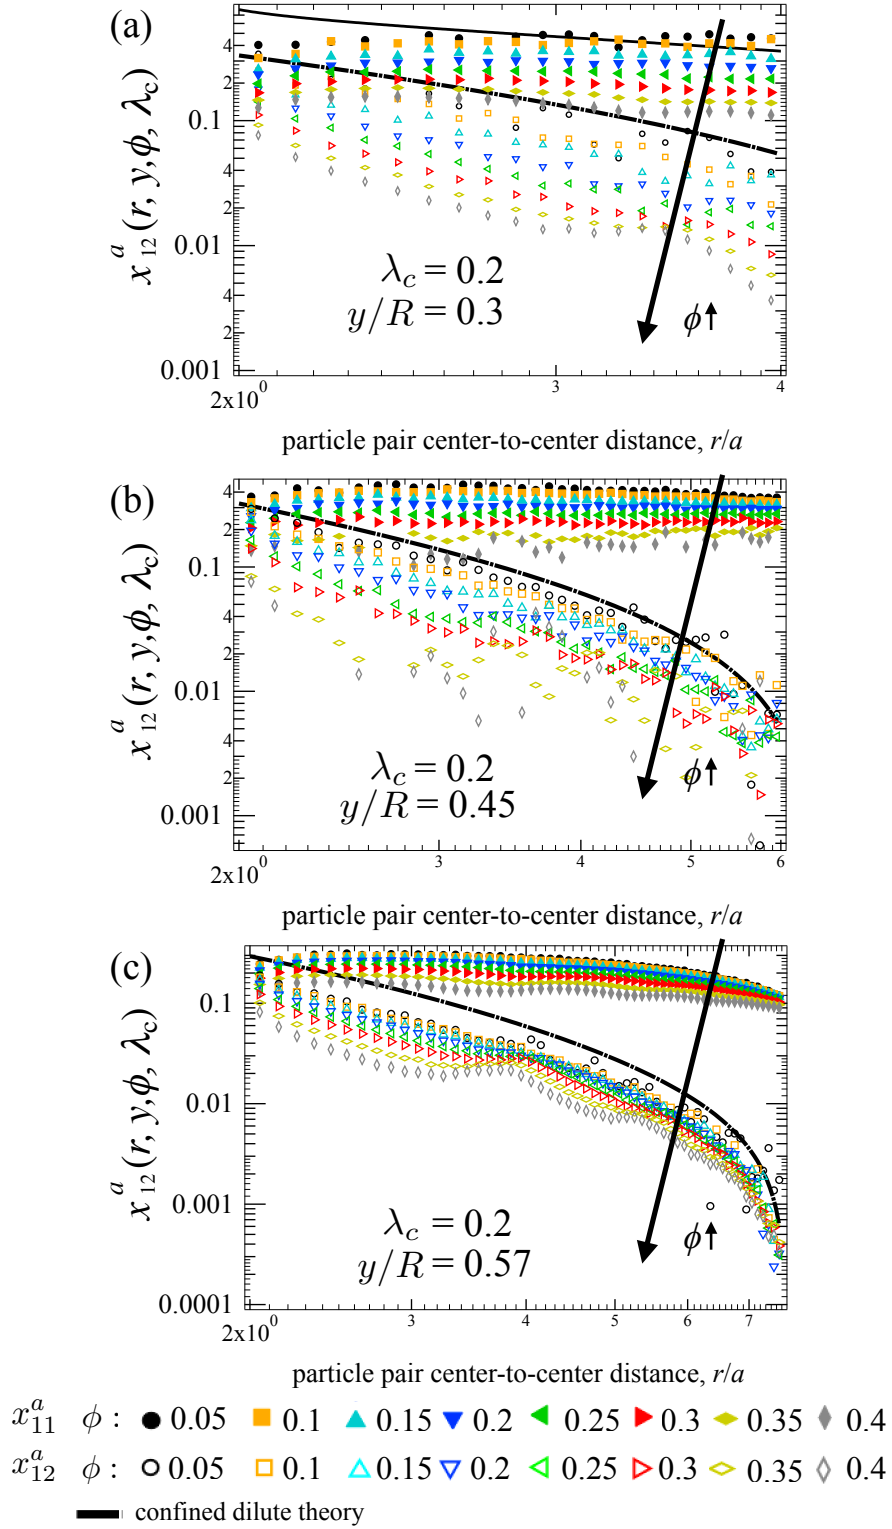 (a)
4
2
0.1
4
2
0.01
4
2
0.001
x^a_12(r, y,ϕ, λ_c)
λ_c = 0.2
y/R = 0.3
ϕ↑
2x10^0
3
4
particle pair center-to-center distance, r/a
(b)
4
2
0.1
4
2
0.01
4
2
0.001
x^a_12(r, y,ϕ, λ_c)
λ_c = 0.2
y/R = 0.45
ϕ↑
2x10^0
3
4
5
6
particle pair center-to-center distance, r/a
(c)
0.1
0.01
0.001
0.0001
x^a_12(r, y,ϕ, λ_c)
λ_c = 0.2
y/R = 0.57
ϕ↑
2x10^0
3
4
5
6
7
particle pair center-to-center distance, r/a
x^a_11 ϕ : 0.05 0.1 0.15 0.2 0.25 0.3 0.35 0.4
x^a_12 ϕ : 0.05 0.1 0.15 0.2 0.25 0.3 0.35 0.4
confined dilute theory